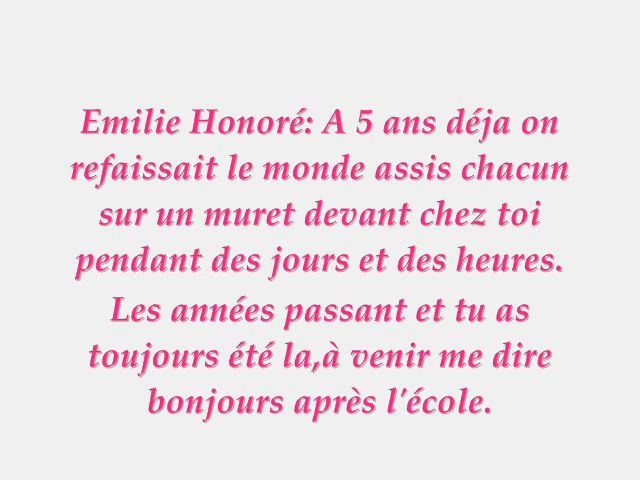 Emilie Honoré: A 5 ans déja on
refaissait le monde assis chacun
sur un muret devant chez toi
pendant des jours et des heures.
Les années passant et tu as
toujours été la,à venir me dire
bonjours après l'école.